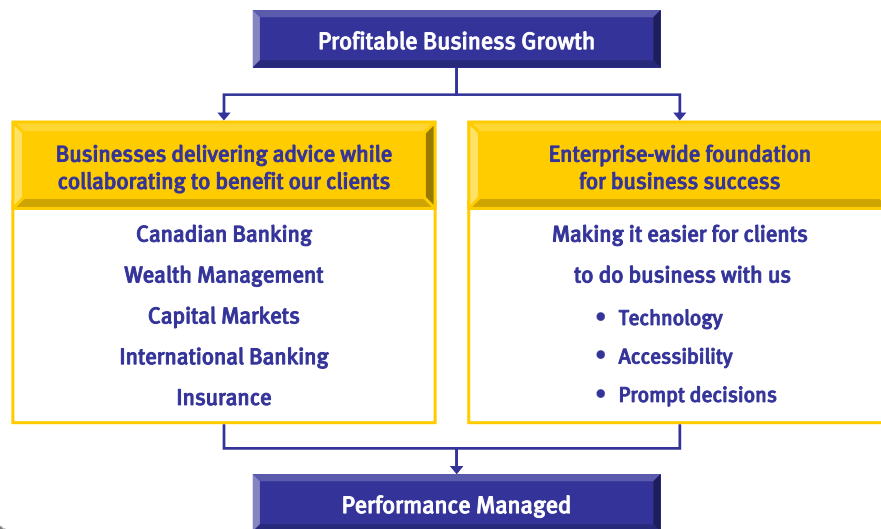 Profitable Business Growth
Businesses delivering advice while
collaborating to benefit our clients
Canadian Banking
Wealth Management
Capital Markets
International Banking
Insurance
Enterprise-wide foundation
for business success
Making it easier for clients
to do business with us
• Technology
• Accessibility
• Prompt decisions
Performance Managed